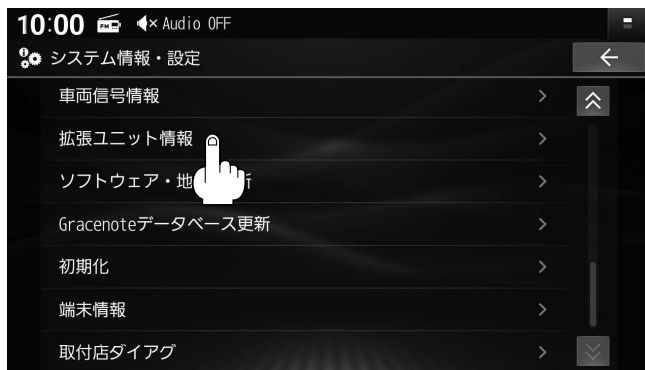 10:00 FM Audio OFF
システム情報・設定
車両信号情報
拡張ユニット情報
ソフトウェア・地
Gracenoteデータベース更新
初期化
端末情報
取付店ダイアグ